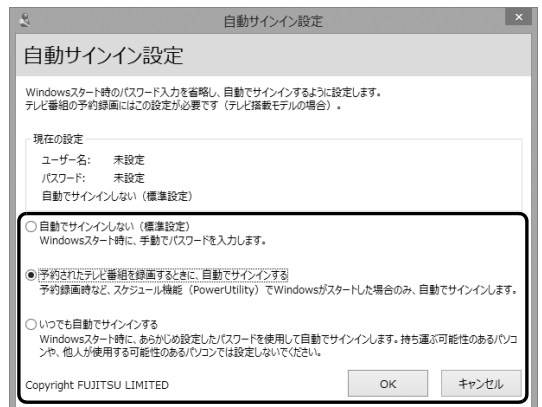 自動サインイン設定
自動サインイン設定
Windowsスタート時のパスワード入力を省略し、自動でサインインするように設定します。
テレビ番組の予約録画にはこの設定が必要です（テレビ搭載モデルの場合）。
現在の設定
ユーザー名: 未設定
パスワード: 未設定
自動でサインインしない（標準設定）
自動でサインインしない（標準設定）
Windowsスタート時に、手動でパスワードを入力します。
予約されたテレビ番組を録画するときに、自動でサインインする
予約録画時など、スケジュール機能（PowerUtility）でWindowsがスタートした場合のみ、自動でサインインします。
いつでも自動でサインインする
Windowsスタート時に、あらかじめ設定したパスワードを使用して自動でサインインします。持ち運ぶ可能性のあるパソコ
ンや、他人が使用する可能性のあるパソコンでは設定しないでください。
Copyright FUJITSU LIMITED OK キャンセル